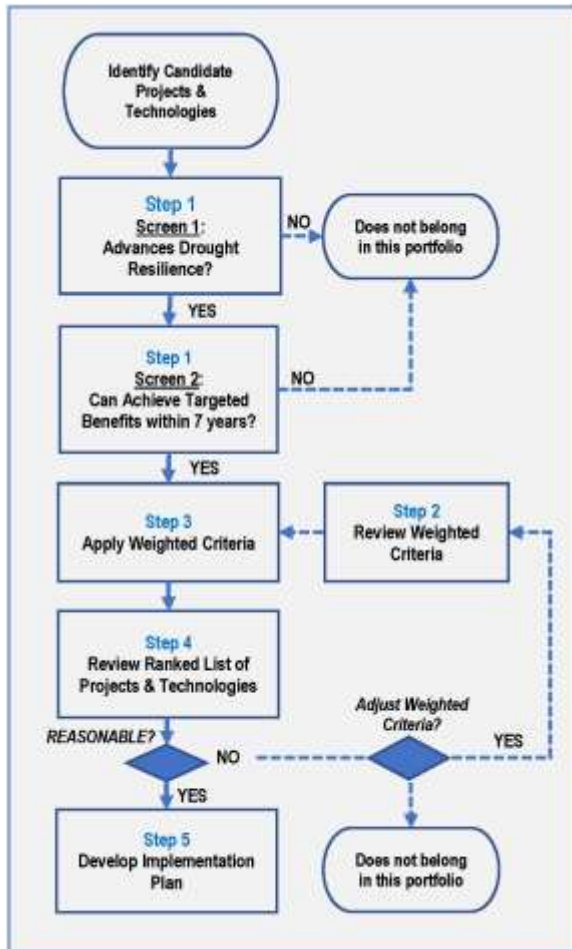 Identify Candidate
Projects &
Technologies
Step 1
Screen 1:
Advances Drought
Resilience?
NO
Does not belong
in this portfolio
YES
Step 1
Screen 2:
Can Achieve Targeted
Benefits within 7 years?
NO
YES
Step 3
Apply Weighted Criteria
Step 2
Review Weighted
Criteria
Step 4
Review Ranked List of
Projects & Technologies
REASONABLE?
NO
Adjust Weighted
Criteria?
YES
YES
Step 5
Develop Implementation
Plan
Does not belong
in this portfolio